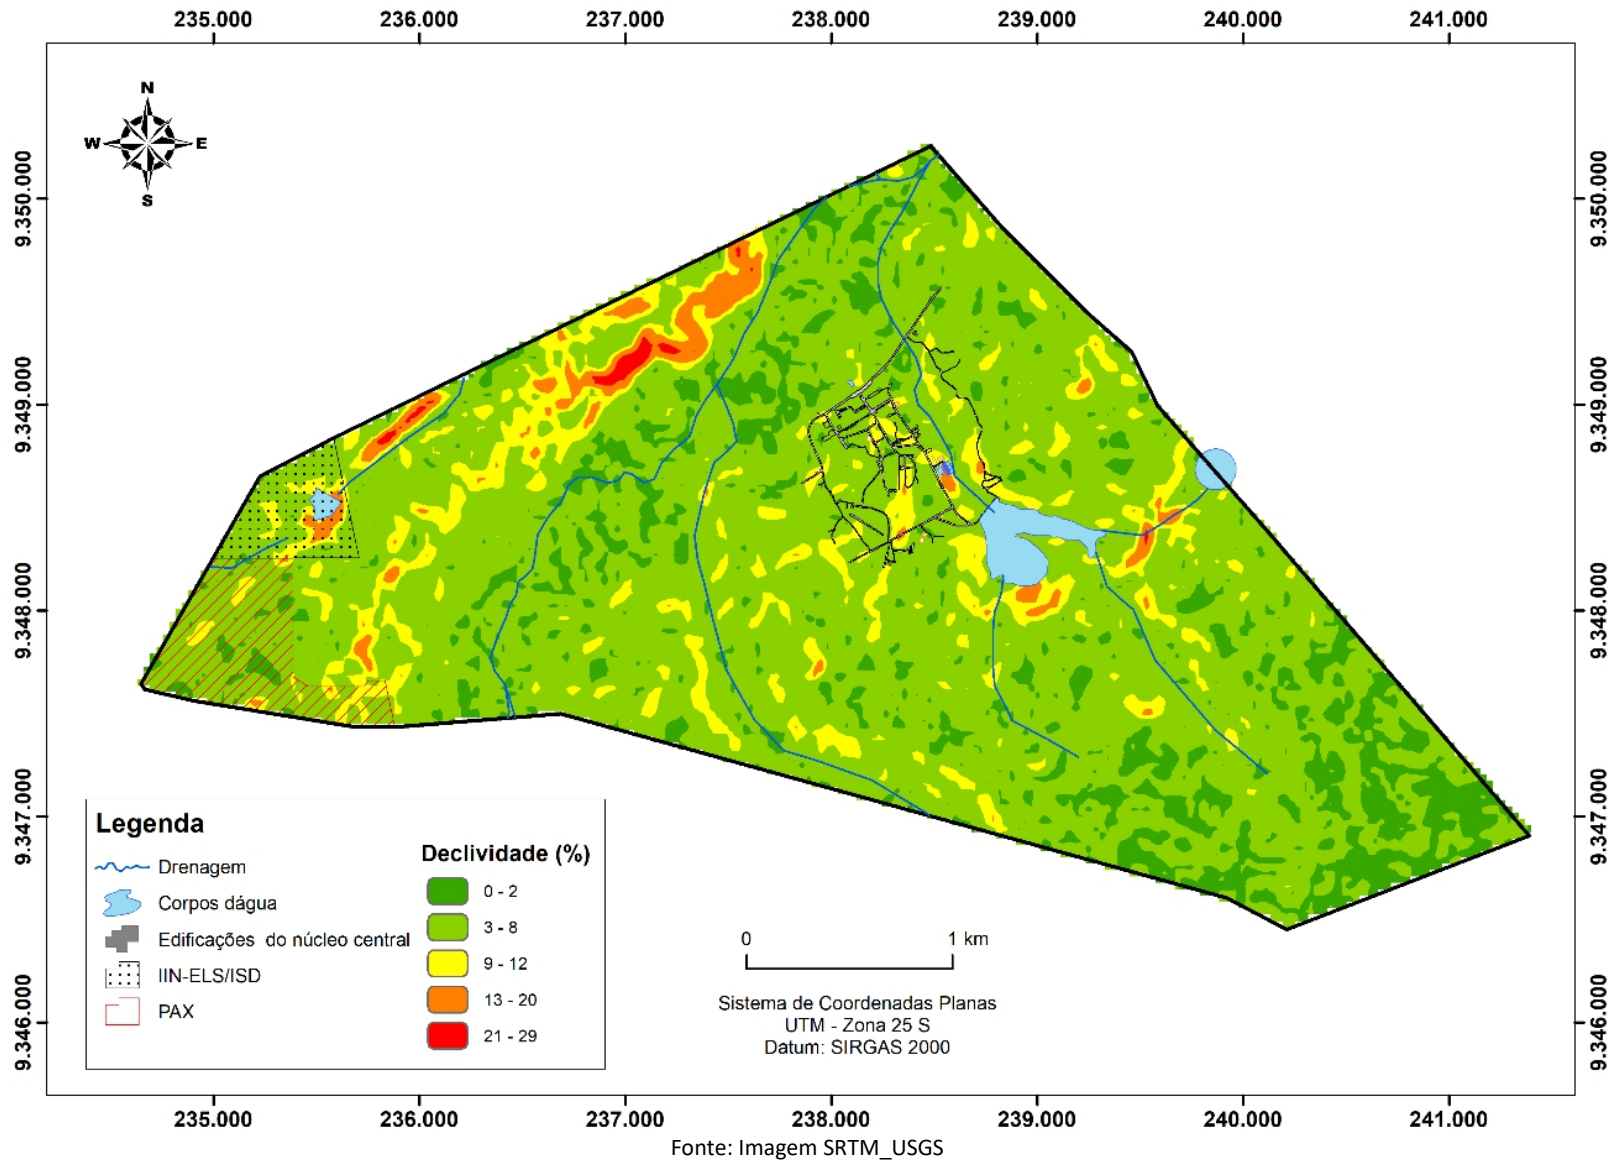 235.000 236.000 237.000 238.000 239.000 240.000 241.000
N
W E
S
9.350.000 9.350.000
9.349.000 9.349.000
9.348.000 9.348.000
9.347.000 9.347.000
9.346.000 9.346.000
Legenda
Drenagem
Corpos dágua
Edificações do núcleo central
IIN-ELS/ISD
PAX
Declividade (%)
0 - 2
3 - 8
9 - 12
13 - 20
21 - 29
0 1 km
Sistema de Coordenadas Planas
UTM - Zona 25 S
Datum: SIRGAS 2000
235.000 236.000 237.000 238.000 239.000 240.000 241.000
Fonte: Imagem SRTM_USGS